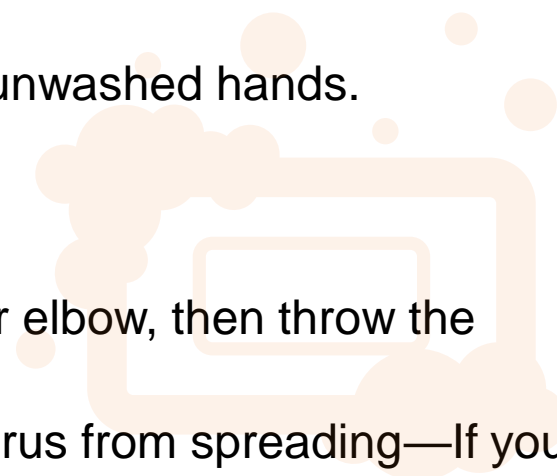 unwashed hands.
r elbow, then throw the
rus from spreading—If you